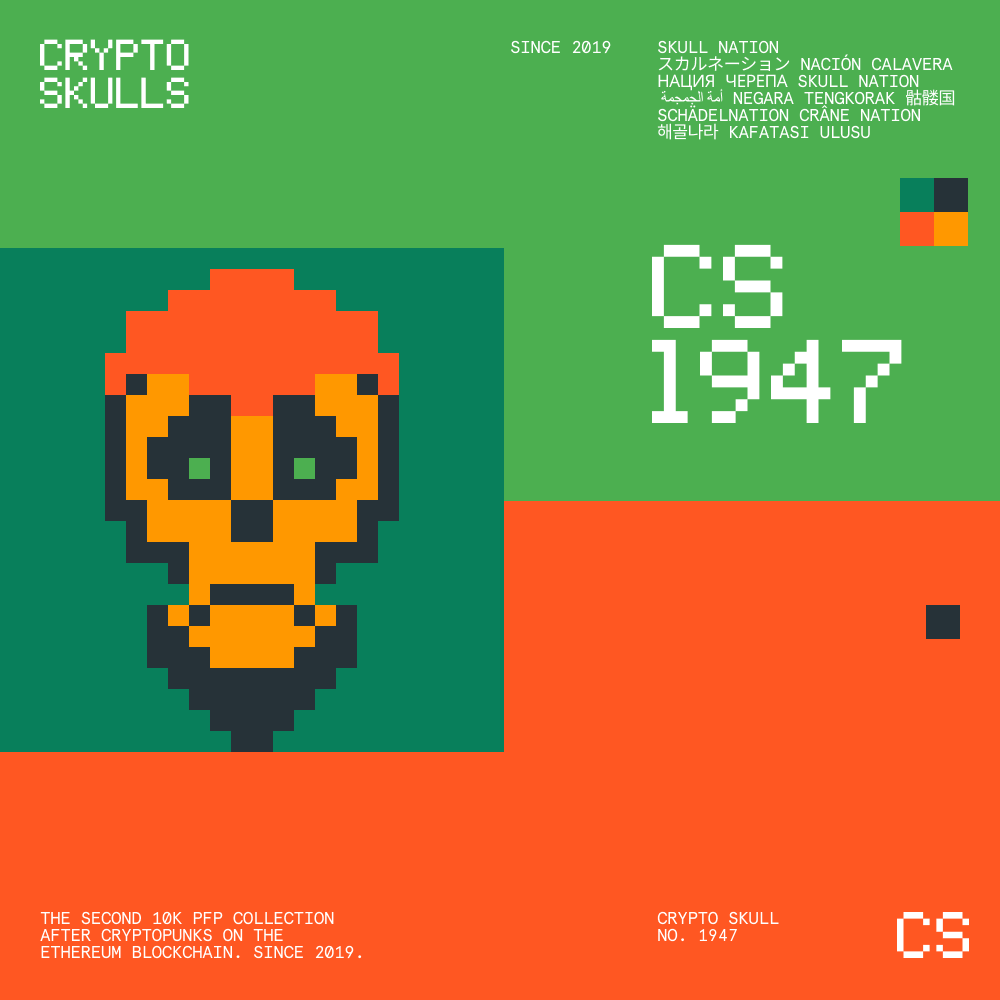 CRYPTO
SKULLS
SINCE 2019
SKULL NATION
スカルネーション NACIÓN CALAVERA
НАЦИЯ ЧЕРЕПА SKULL NATION
أمة الجمجمة NEGARA TENGKORAK 骷髅国
SCHÄDELNATION CRÂNE NATION
해골나라 KAFATASI ULUSU
CS
1947
THE SECOND 10K PFP COLLECTION
AFTER CRYPTOPUNKS ON THE
ETHEREUM BLOCKCHAIN. SINCE 2019.
CRYPTO SKULL
NO. 1947
CS